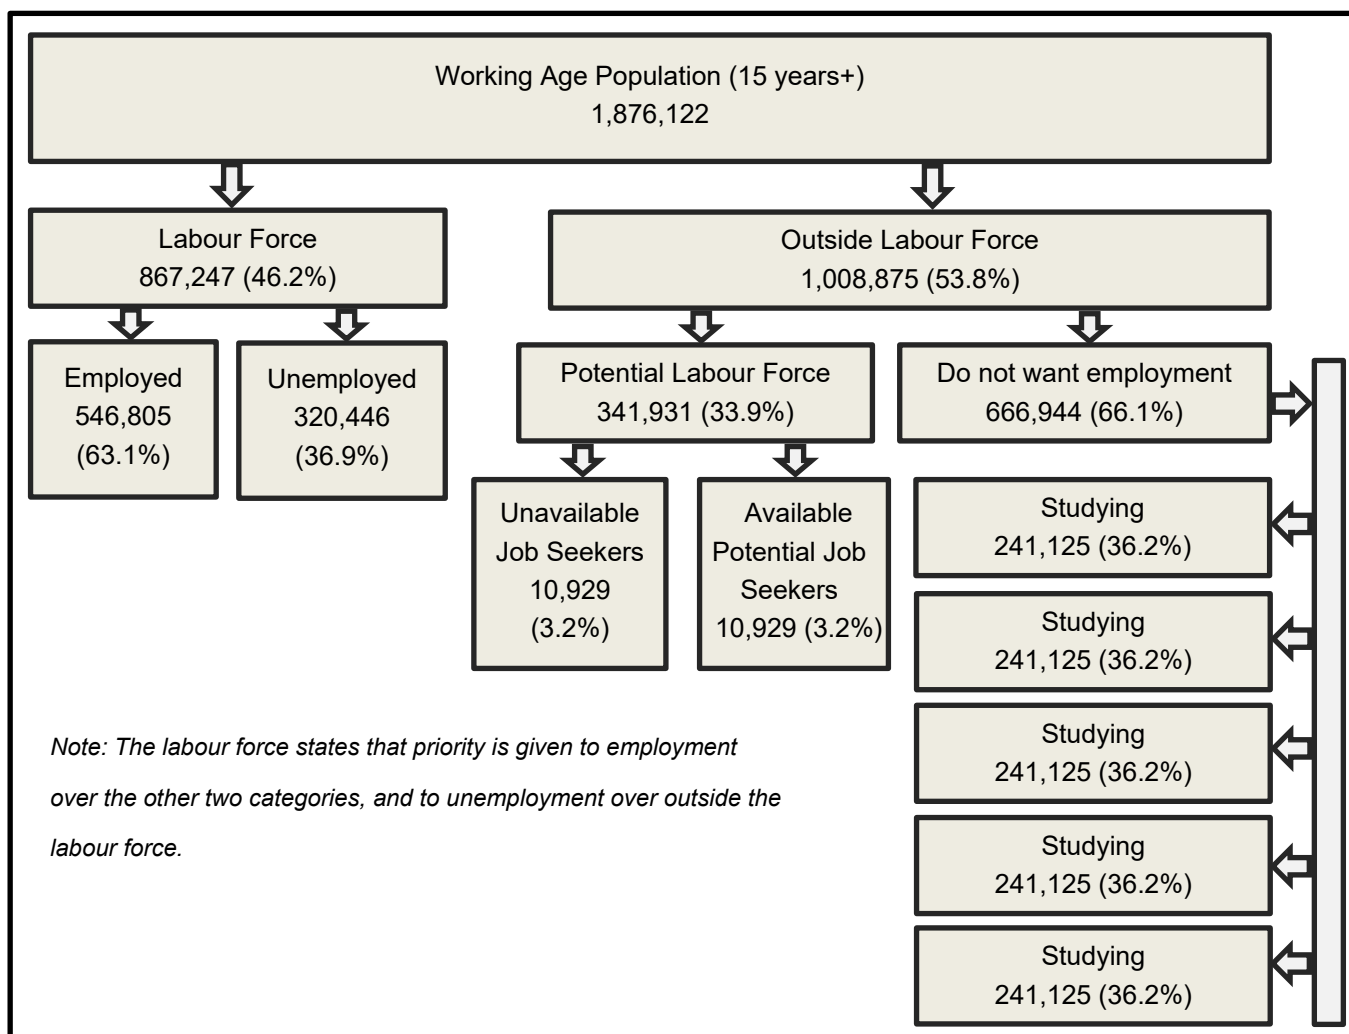 Working Age Population (15 years+)
1,876,122
Labour Force
867,247 (46.2%)
Outside Labour Force
1,008,875 (53.8%)
Employed
546,805
(63.1%)
Unemployed
320,446
(36.9%)
Potential Labour Force
341,931 (33.9%)
Do not want employment
666,944 (66.1%)
Unavailable
Job Seekers
10,929
(3.2%)
Available
Potential Job
Seekers
10,929 (3.2%)
Studying
241,125 (36.2%)
Studying
241,125 (36.2%)
Studying
241,125 (36.2%)
Studying
241,125 (36.2%)
Studying
241,125 (36.2%)
Note: The labour force states that priority is given to employment
over the other two categories, and to unemployment over outside the
labour force.